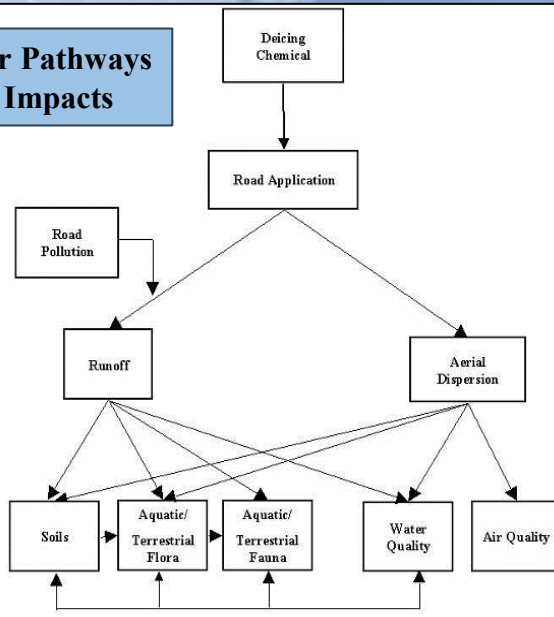 r Pathways
Impacts
Deicing
Chemical
Road Application
Road
Pollution
Runoff
Aerial
Dispersion
Soils
Aquatic/
Terrestrial
Flora
Aquatic/
Terrestrial
Fauna
Water
Quality
Air Quality